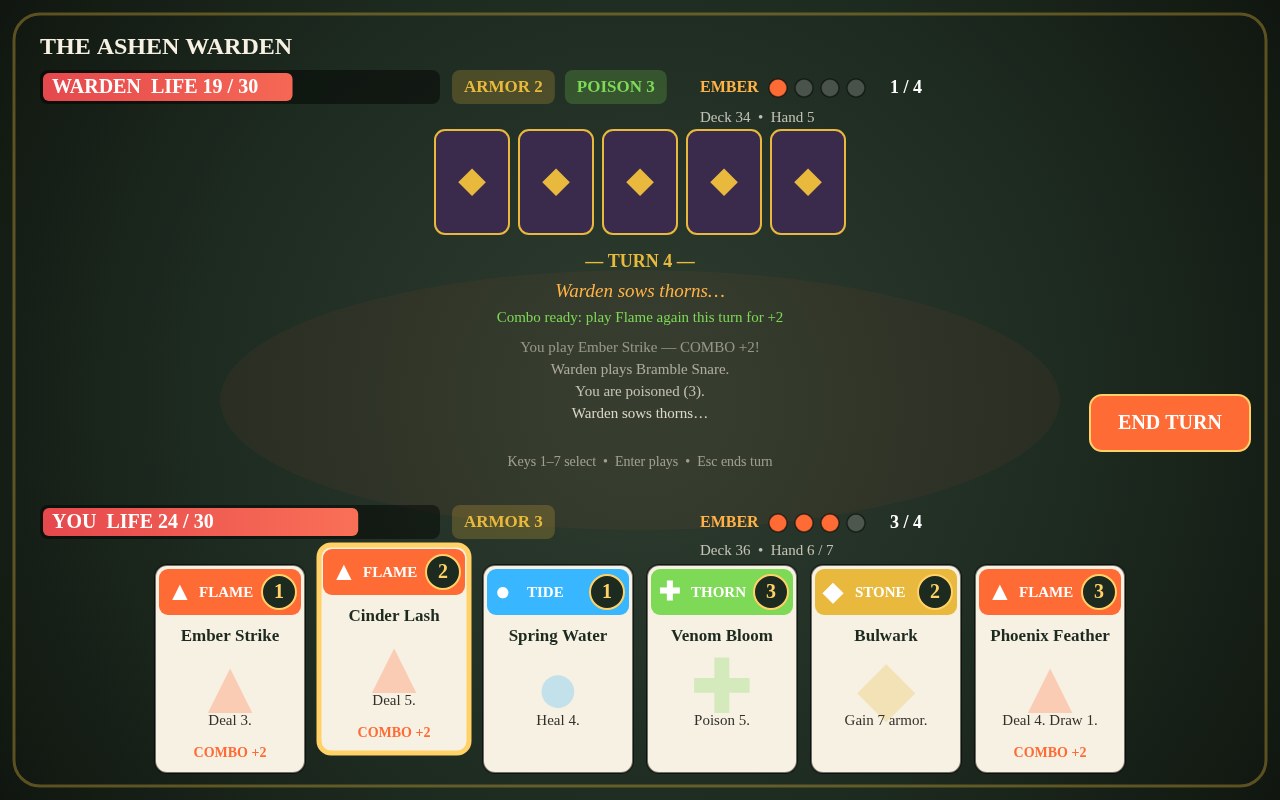 THE ASHEN WARDEN
WARDEN LIFE 19 / 30
ARMOR 2
POISON 3
EMBER
1 / 4
Deck 34 • Hand 5
— TURN 4 —
Warden sows thorns…
Combo ready: play Flame again this turn for +2
You play Ember Strike — COMBO +2!
Warden plays Bramble Snare.
You are poisoned (3).
Warden sows thorns…
END TURN
Keys 1–7 select • Enter plays • Esc ends turn
YOU LIFE 24 / 30
ARMOR 3
EMBER
3 / 4
Deck 36 • Hand 6 / 7
FLAME 1
Ember Strike
Deal 3.
COMBO +2
FLAME 2
Cinder Lash
Deal 5.
COMBO +2
TIDE 1
Spring Water
Heal 4.
THORN 3
Venom Bloom
Poison 5.
STONE 2
Bulwark
Gain 7 armor.
FLAME 3
Phoenix Feather
Deal 4. Draw 1.
COMBO +2